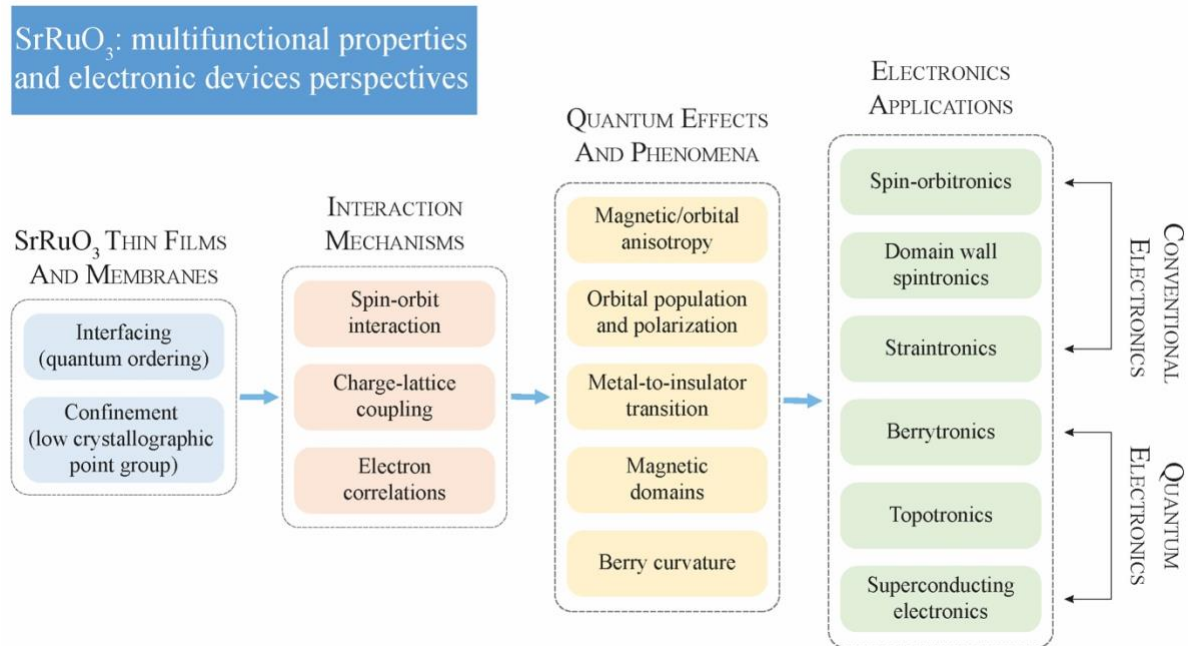 SrRuO₃: multifunctional properties
and electronic devices perspectives
SrRuO₃ THIN FILMS
AND MEMBRANES
Interfacing
(quantum ordering)
Confinement
(low crystallographic
point group)
INTERACTION
MECHANISMS
Spin-orbit
interaction
Charge-lattice
coupling
Electron
correlations
QUANTUM EFFECTS
AND PHENOMENA
Magnetic/orbital
anisotropy
Orbital population
and polarization
Metal-to-insulator
transition
Magnetic
domains
Berry curvature
ELECTRONICS
APPLICATIONS
Spin-orbitronics
Domain wall
spintronics
Straintronics
Berrytronics
Topotronics
Superconducting
electronics
CONVENTIONAL
ELECTRONICS
QUANTUM
ELECTRONICS